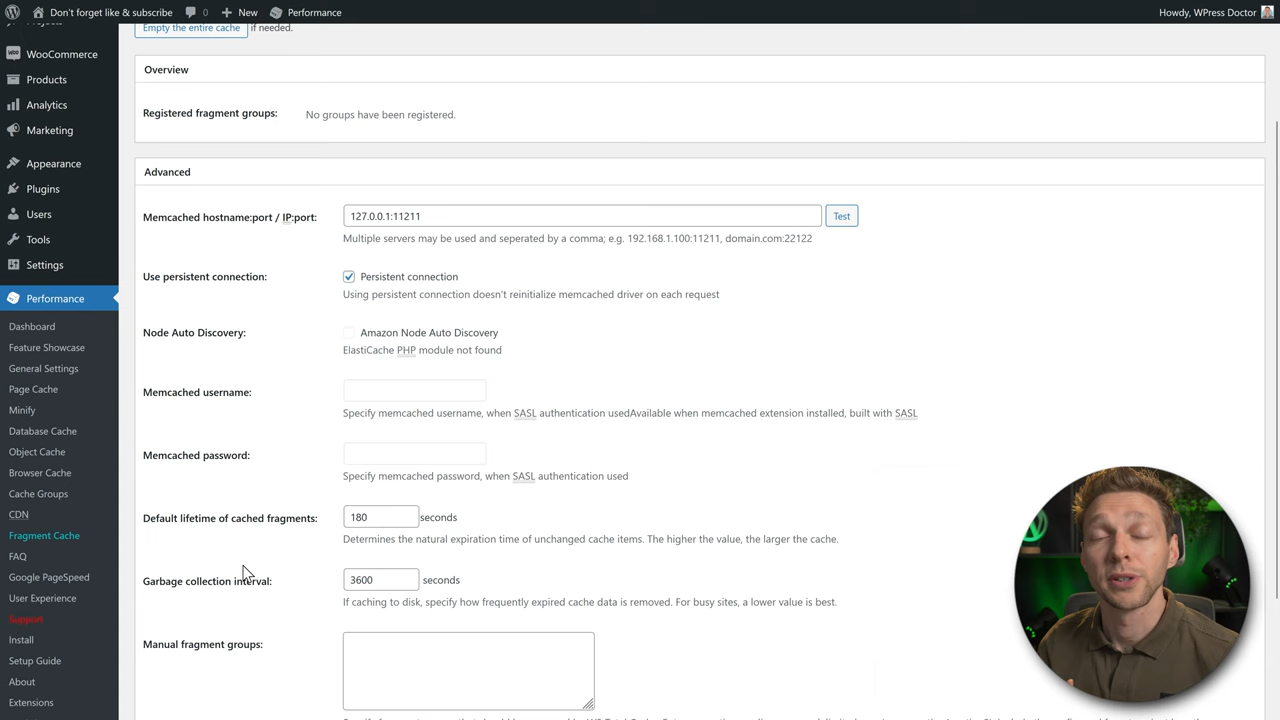 Don't forget like & subscribe 0 New Performance Howdy, WPress Doctor
Empty the entire cache if needed.
WooCommerce
Products
Analytics
Marketing
Appearance
Plugins
Users
Tools
Settings
Performance
Dashboard
Feature Showcase
General Settings
Page Cache
Minify
Database Cache
Object Cache
Browser Cache
Cache Groups
CDN
Fragment Cache
FAQ
Google PageSpeed
User Experience
Support
Install
Setup Guide
About
Extensions
Overview
Registered fragment groups: No groups have been registered.
Advanced
Memcached hostname:port / IP:port: 127.0.0.1:11211 Test
Multiple servers may be used and seperated by a comma; e.g. 192.168.1.100:11211, domain.com:22122
Use persistent connection: Persistent connection
Using persistent connection doesn't reinitialize memcached driver on each request
Node Auto Discovery: Amazon Node Auto Discovery
ElastiCache PHP module not found
Memcached username:
Specify memcached username, when SASL authentication usedAvailable when memcached extension installed, built with SASL
Memcached password:
Specify memcached password, when SASL authentication used
Default lifetime of cached fragments: 180 seconds
Determines the natural expiration time of unchanged cache items. The higher the value, the larger the cache.
Garbage collection interval: 3600 seconds
If caching to disk, specify how frequently expired cache data is removed. For busy sites, a lower value is best.
Manual fragment groups: